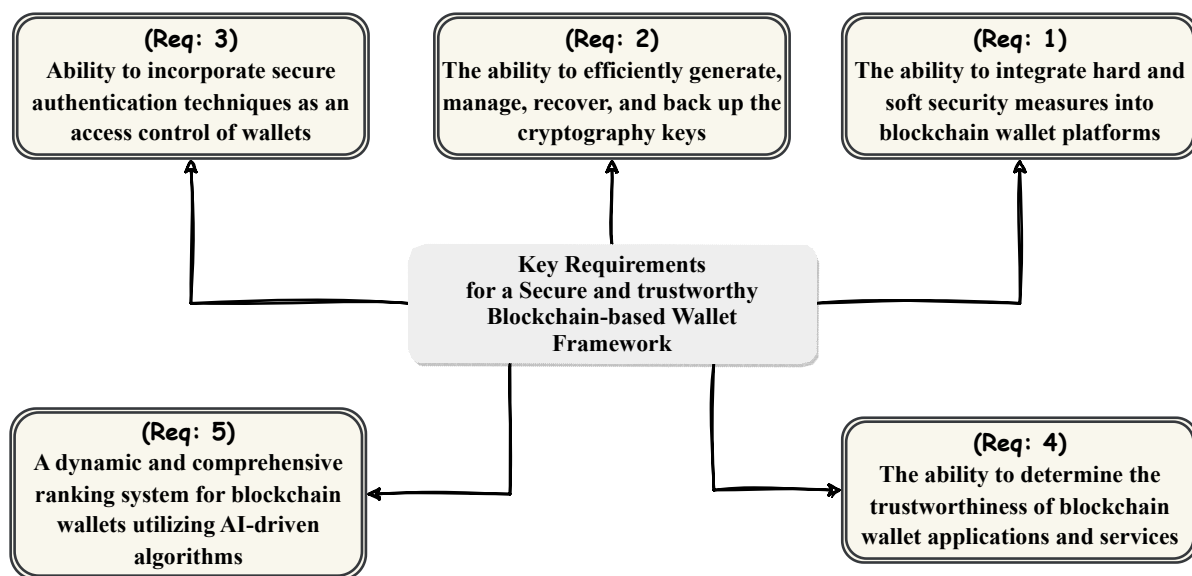 (Req: 3)
Ability to incorporate secure
authentication techniques as an
access control of wallets
(Req: 2)
The ability to efficiently generate,
manage, recover, and back up the
cryptography keys
(Req: 1)
The ability to integrate hard and
soft security measures into
blockchain wallet platforms
Key Requirements
for a Secure and trustworthy
Blockchain-based Wallet
Framework
(Req: 5)
A dynamic and comprehensive
ranking system for blockchain
wallets utilizing AI-driven
algorithms
(Req: 4)
The ability to determine the
trustworthiness of blockchain
wallet applications and services